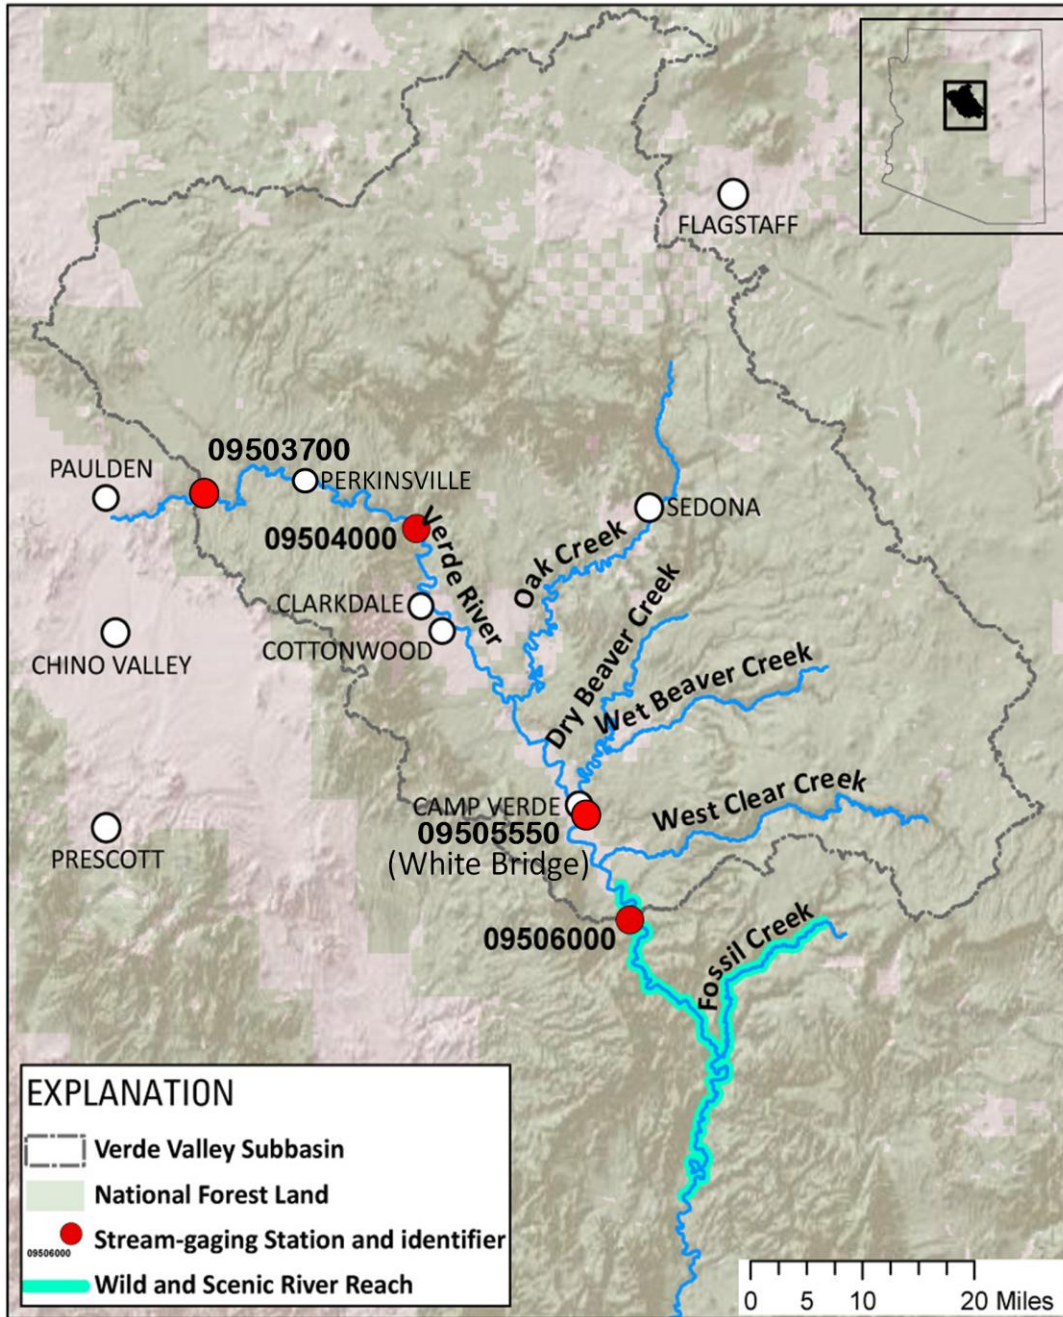 FLAGSTAFF
09503700
PAULDEN
PERKINSVILLE
SEDONA
09504000
Verde River
Oak Creek
CLARKDALE
Dry Beaver Creek
COTTONWOOD
CHINO VALLEY
Wet Beaver Creek
CAMP VERDE
West Clear Creek
09505550
(White Bridge)
PRESCOTT
09506000
Fossil Creek
EXPLANATION
Verde Valley Subbasin
National Forest Land
Stream-gaging Station and identifier
09506000
Wild and Scenic River Reach
0 5 10 20 Miles